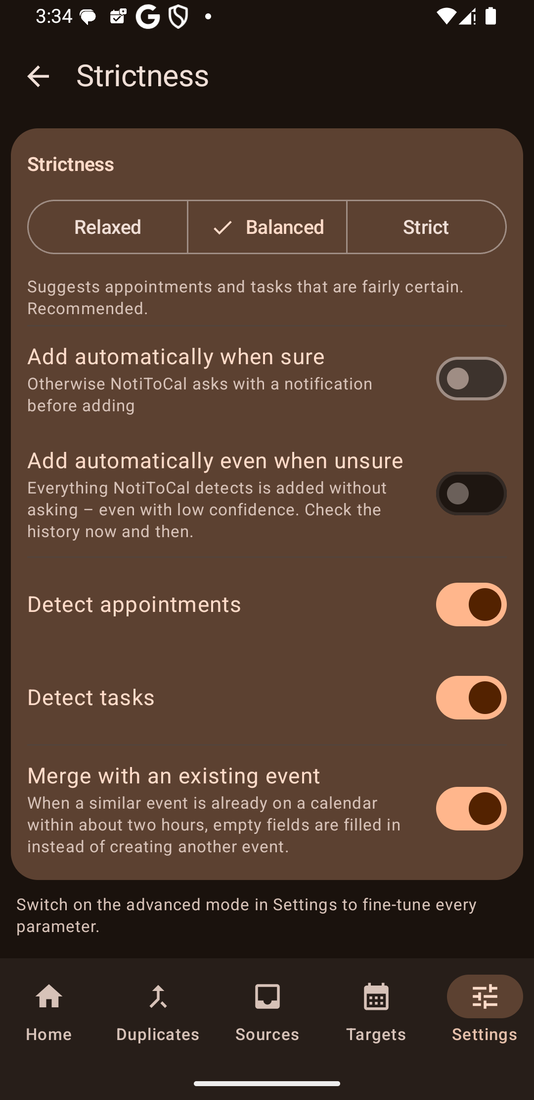 3:34
Strictness
Strictness
Relaxed
Balanced
Strict
Suggests appointments and tasks that are fairly certain.
Recommended.
Add automatically when sure
Otherwise NotiToCal asks with a notification
before adding
Add automatically even when unsure
Everything NotiToCal detects is added without
asking – even with low confidence. Check the
history now and then.
Detect appointments
Detect tasks
Merge with an existing event
When a similar event is already on a calendar
within about two hours, empty fields are filled in
instead of creating another event.
Switch on the advanced mode in Settings to fine-tune every
parameter.
Home
Duplicates
Sources
Targets
Settings